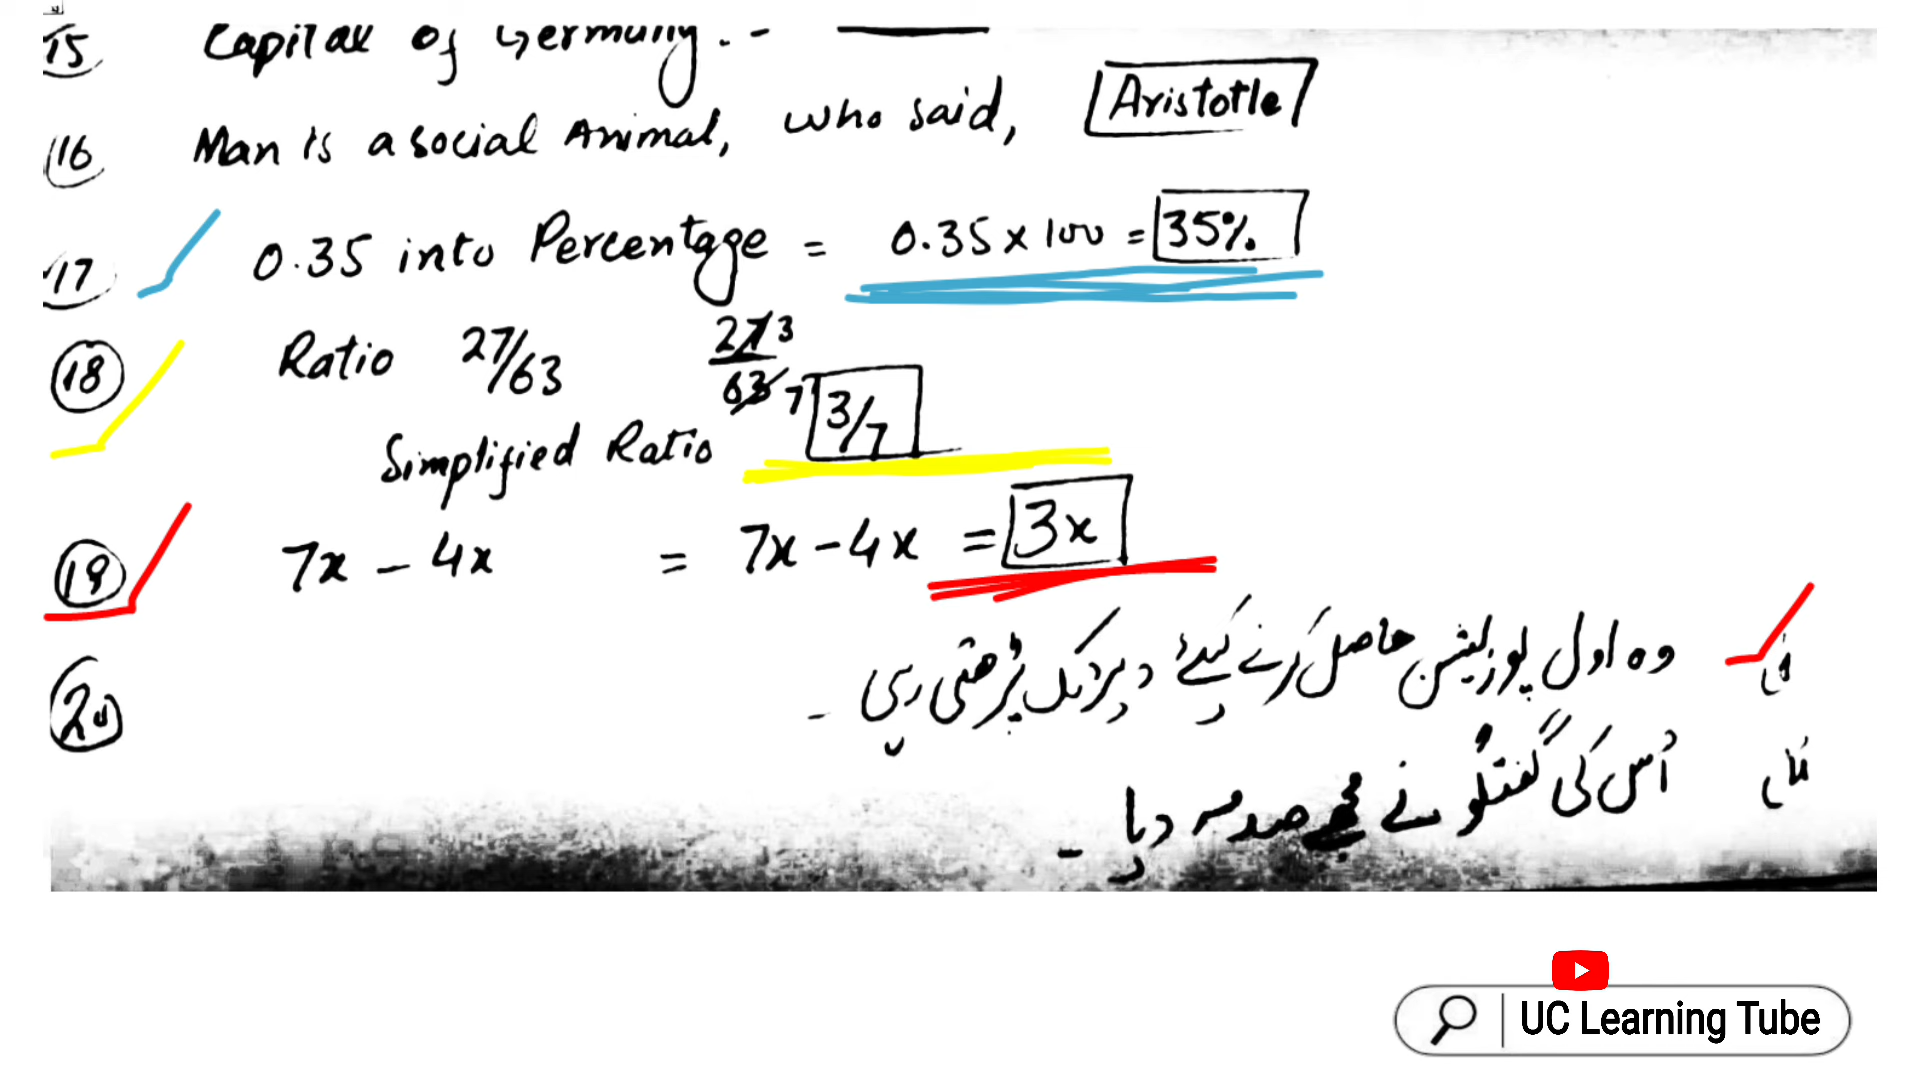 15 Capital of Germany. - ———
16 Man is a social Animal, who said, Aristotle
17 0.35 into Percentage = 0.35 x 100 = 35%
18 Ratio 27/63 27 3
63 7 3/7
Simplified Ratio
19 7x - 4x = 7x - 4x = 3x
20 وہ اول پوزیشن حاصل کرنے کیلئے دیر تک پڑھتی رہی ۔
اُس کی گفتگو نے مجھے صدمہ دیا ۔
UC Learning Tube